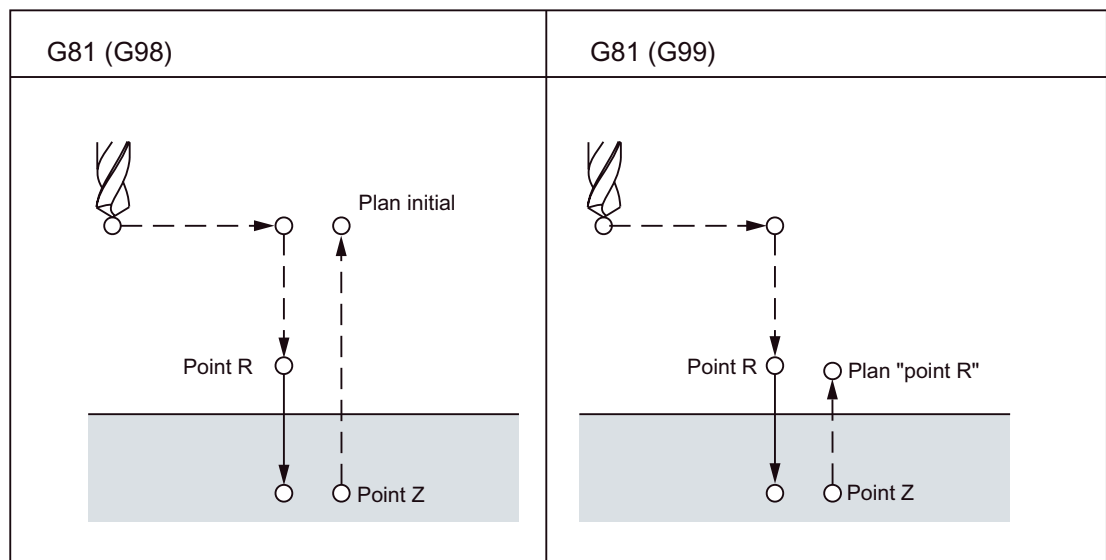 G81 (G98)
G81 (G99)
Plan initial
Point R
Point Z
Point R
Plan "point R"
Point Z